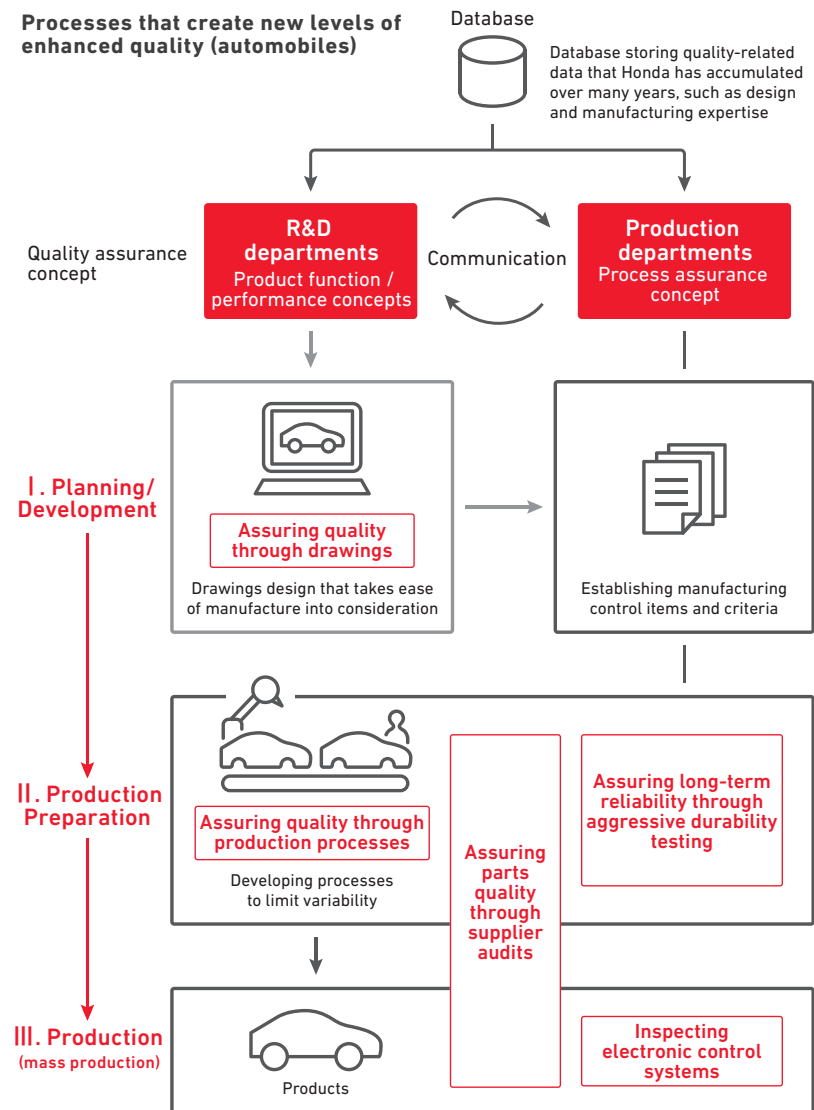 Processes that create new levels of
enhanced quality (automobiles)
Database
Database storing quality-related
data that Honda has accumulated
over many years, such as design
and manufacturing expertise
Quality assurance
concept
R&D
departments
Product function /
performance concepts
Communication
Production
departments
Process assurance
concept
I. Planning/
Development
Assuring quality
through drawings
Drawings design that takes ease
of manufacture into consideration
Establishing manufacturing
control items and criteria
II. Production
Preparation
Assuring quality through
production processes
Developing processes
to limit variability
Assuring
parts
quality
through
supplier
audits
Assuring long-term
reliability through
aggressive durability
testing
III. Production
(mass production)
Products
Inspecting
electronic control
systems